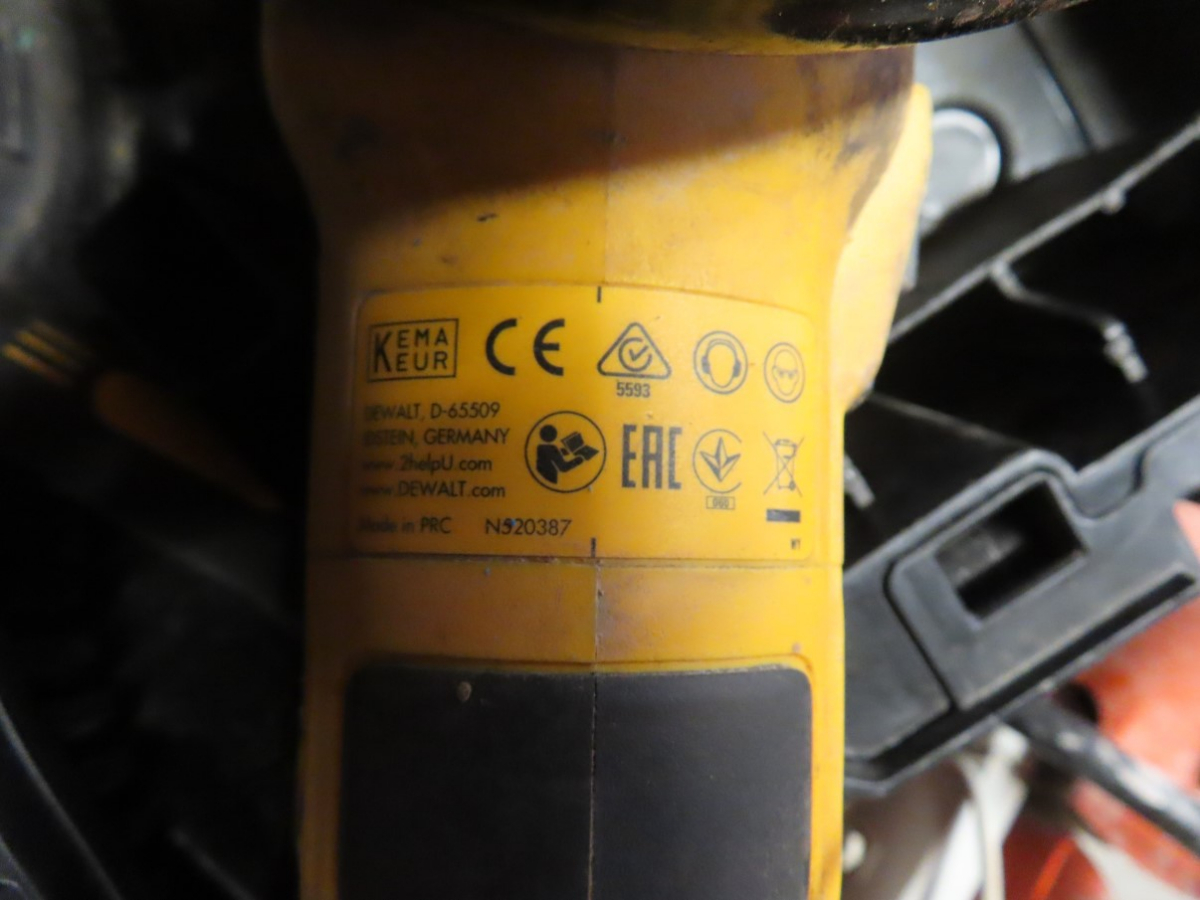 KEMA
KEUR
CE
5593
DEWALT, D-65509
IDSTEIN, GERMANY
www.2helpU.com
www.DEWALT.com
EAC
Made in PRC N520387